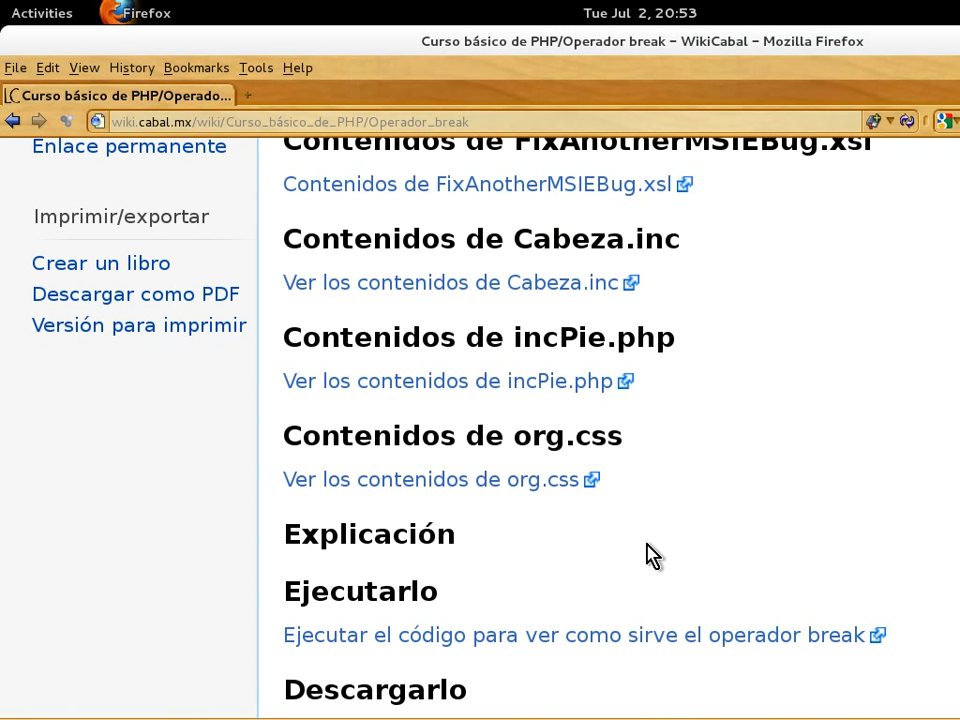 Activities Firefox Tue Jul 2, 20:53
Curso básico de PHP/Operador break – WikiCabal – Mozilla Firefox
File Edit View History Bookmarks Tools Help
Curso básico de PHP/Operado...
wiki.cabal.mx/wiki/Curso_básico_de_PHP/Operador_break
Enlace permanente
Imprimir/exportar
Crear un libro
Descargar como PDF
Versión para imprimir
Contenidos de FixAnotherMSIEBug.xsl
Contenidos de FixAnotherMSIEBug.xsl
Contenidos de Cabeza.inc
Ver los contenidos de Cabeza.inc
Contenidos de incPie.php
Ver los contenidos de incPie.php
Contenidos de org.css
Ver los contenidos de org.css
Explicación
Ejecutarlo
Ejecutar el código para ver como sirve el operador break
Descargarlo